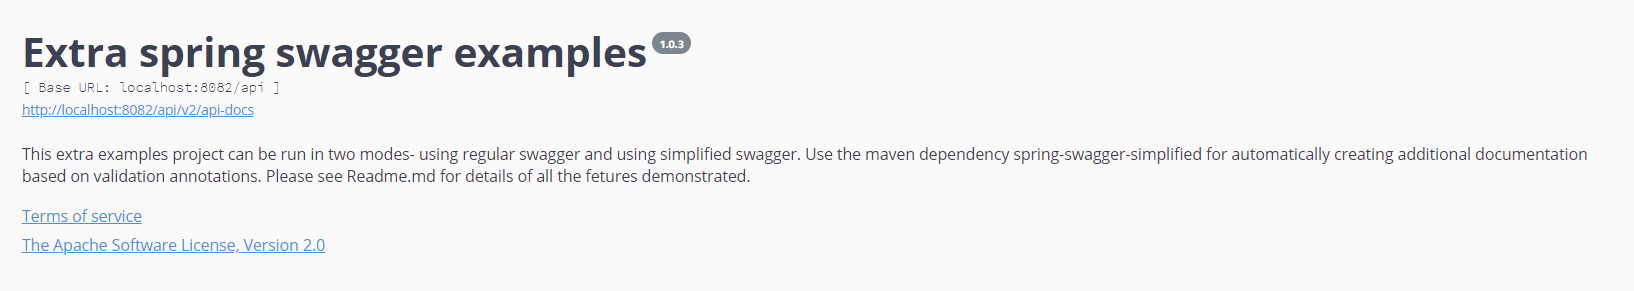 Extra spring swagger examples 1.0.3
[ Base URL: localhost:8082/api ]
http://localhost:8082/api/v2/api-docs
This extra examples project can be run in two modes- using regular swagger and using simplified swagger. Use the maven dependency spring-swagger-simplified for automatically creating additional documentation
based on validation annotations. Please see Readme.md for details of all the fetures demonstrated.
Terms of service
The Apache Software License, Version 2.0